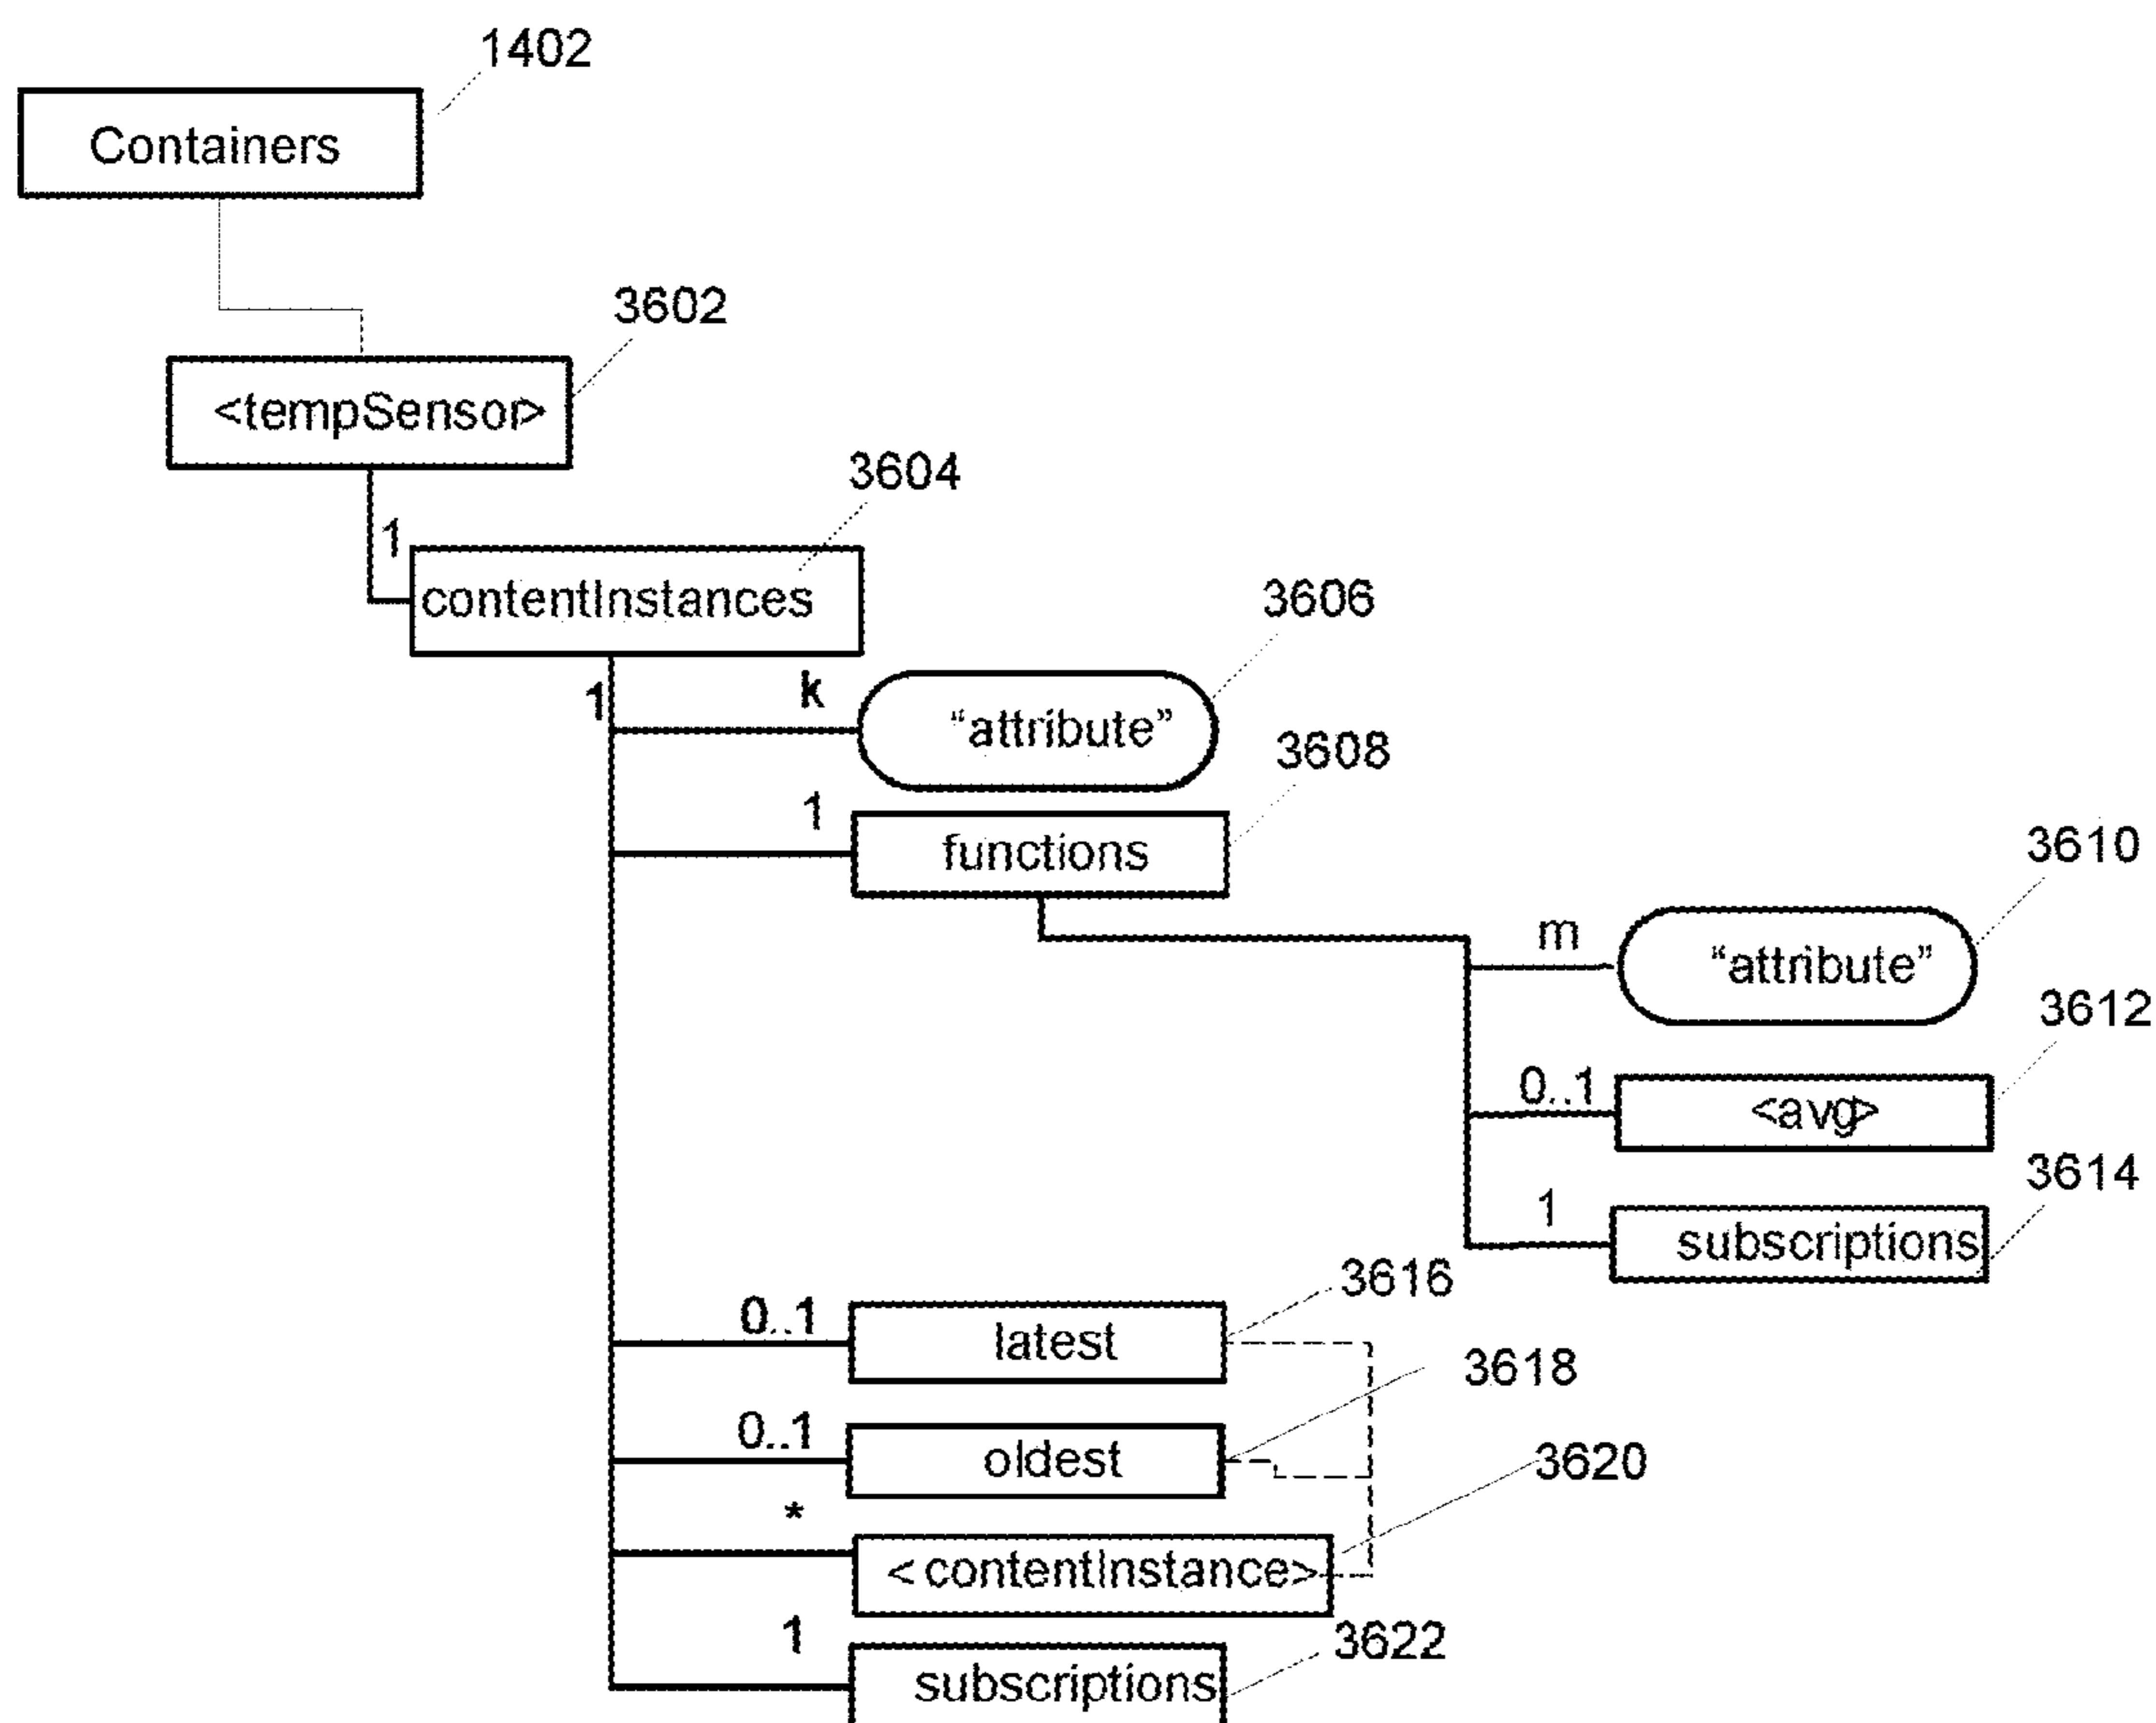 1402
Containers
3602
<tempSensor>
3604
1
contentInstances
3606
1
k
"attribute"
3608
1
functions
3610
m
"attribute"
3612
0..1
<avg>
3614
1
subscriptions
3616
0..1
latest
3618
0..1
oldest
3620
*
<contentInstance>
3622
1
subscriptions